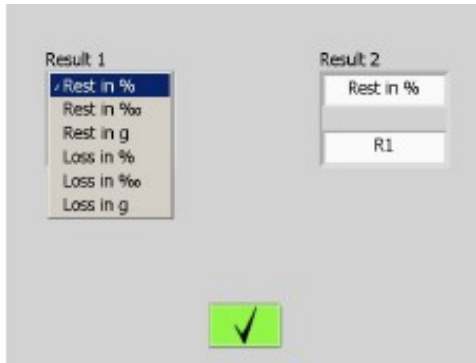 Result 1
✓Rest in %
Rest in ‰
Rest in g
Loss in %
Loss in ‰
Loss in g
Result 2
Rest in %
R1